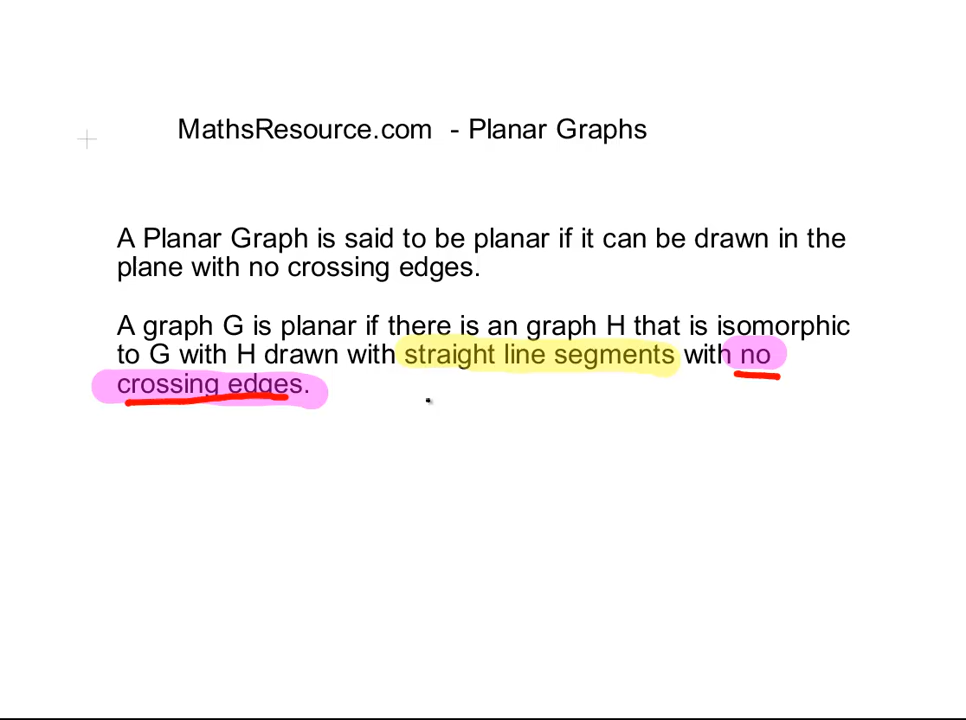 MathsResource.com - Planar Graphs
A Planar Graph is said to be planar if it can be drawn in the
plane with no crossing edges.
A graph G is planar if there is an graph H that is isomorphic
to G with H drawn with straight line segments with no
crossing edges.